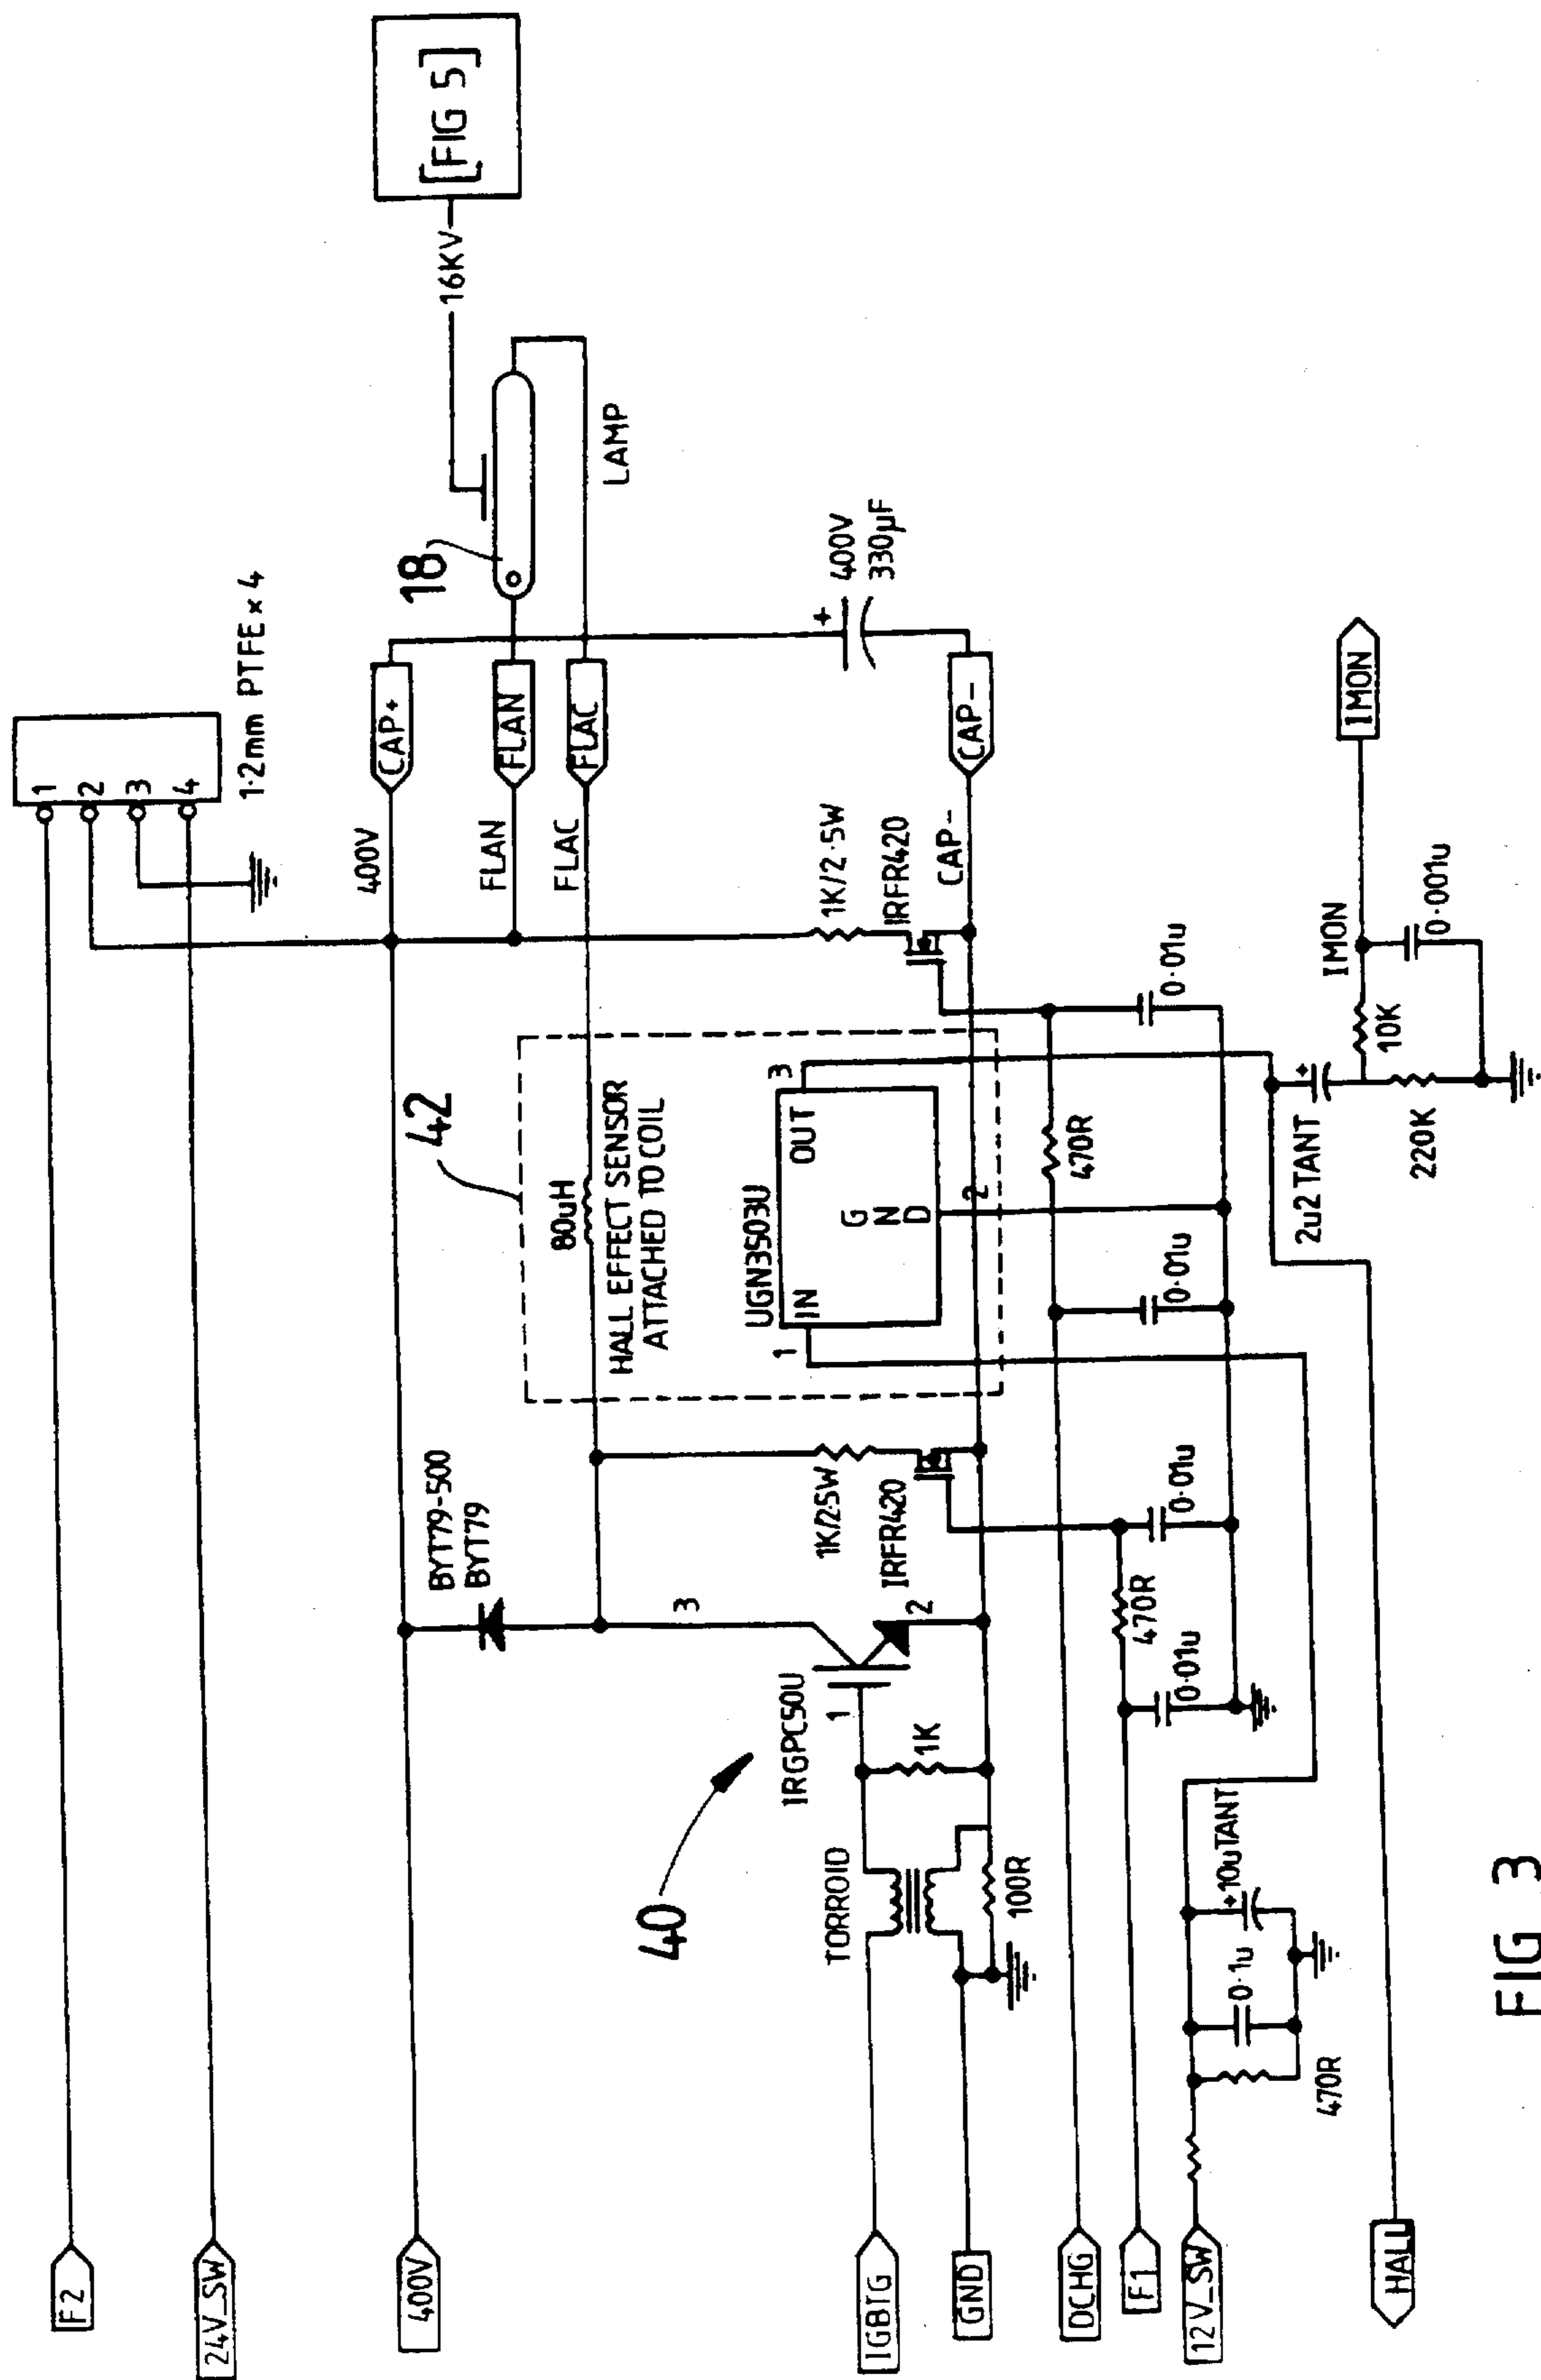 F2
24V_SW
400V
IGBTG
GND
DCHG
F1
12V_SW
HALL
1
2
3
4
1·2mm PTFE × 4
[FIG 5]
16KV
18
LAMP
CAP+
FLAN
FLAC
CAP-
400V
FLAN
FLAC
CAP-
+
400V
330µF
BYT79-500
BYT79
42
80uH
HALL EFFECT SENSOR
ATTACHED TO COIL
UGN3503U
IN
OUT
G
N
D
1
2
3
1K/2·5W
IRFR420
1K/2·5W
IRFR420
40
IRGPC50U
1
2
3
TORROID
1K
100R
470R
0·01u
0·01u
470R
0·01u
0·01u
0·1u
+10uTANT
470R
2u2 TANT
+
10K
220K
IMON
IMON
0·001u
FIG 3